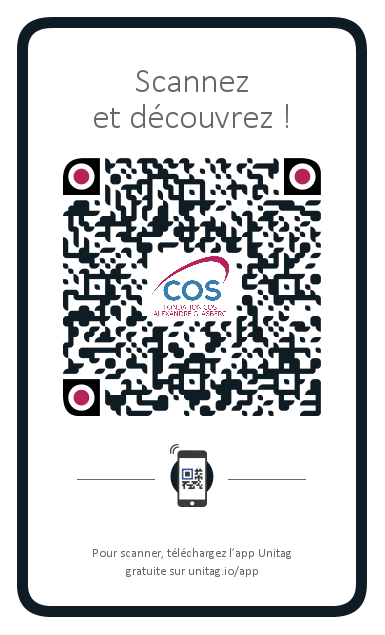 Scannez
et découvrez !
COS
FONDATION COS
ALEXANDRE GLASBERG
Pour scanner, téléchargez l'app Unitag
gratuite sur unitag.io/app